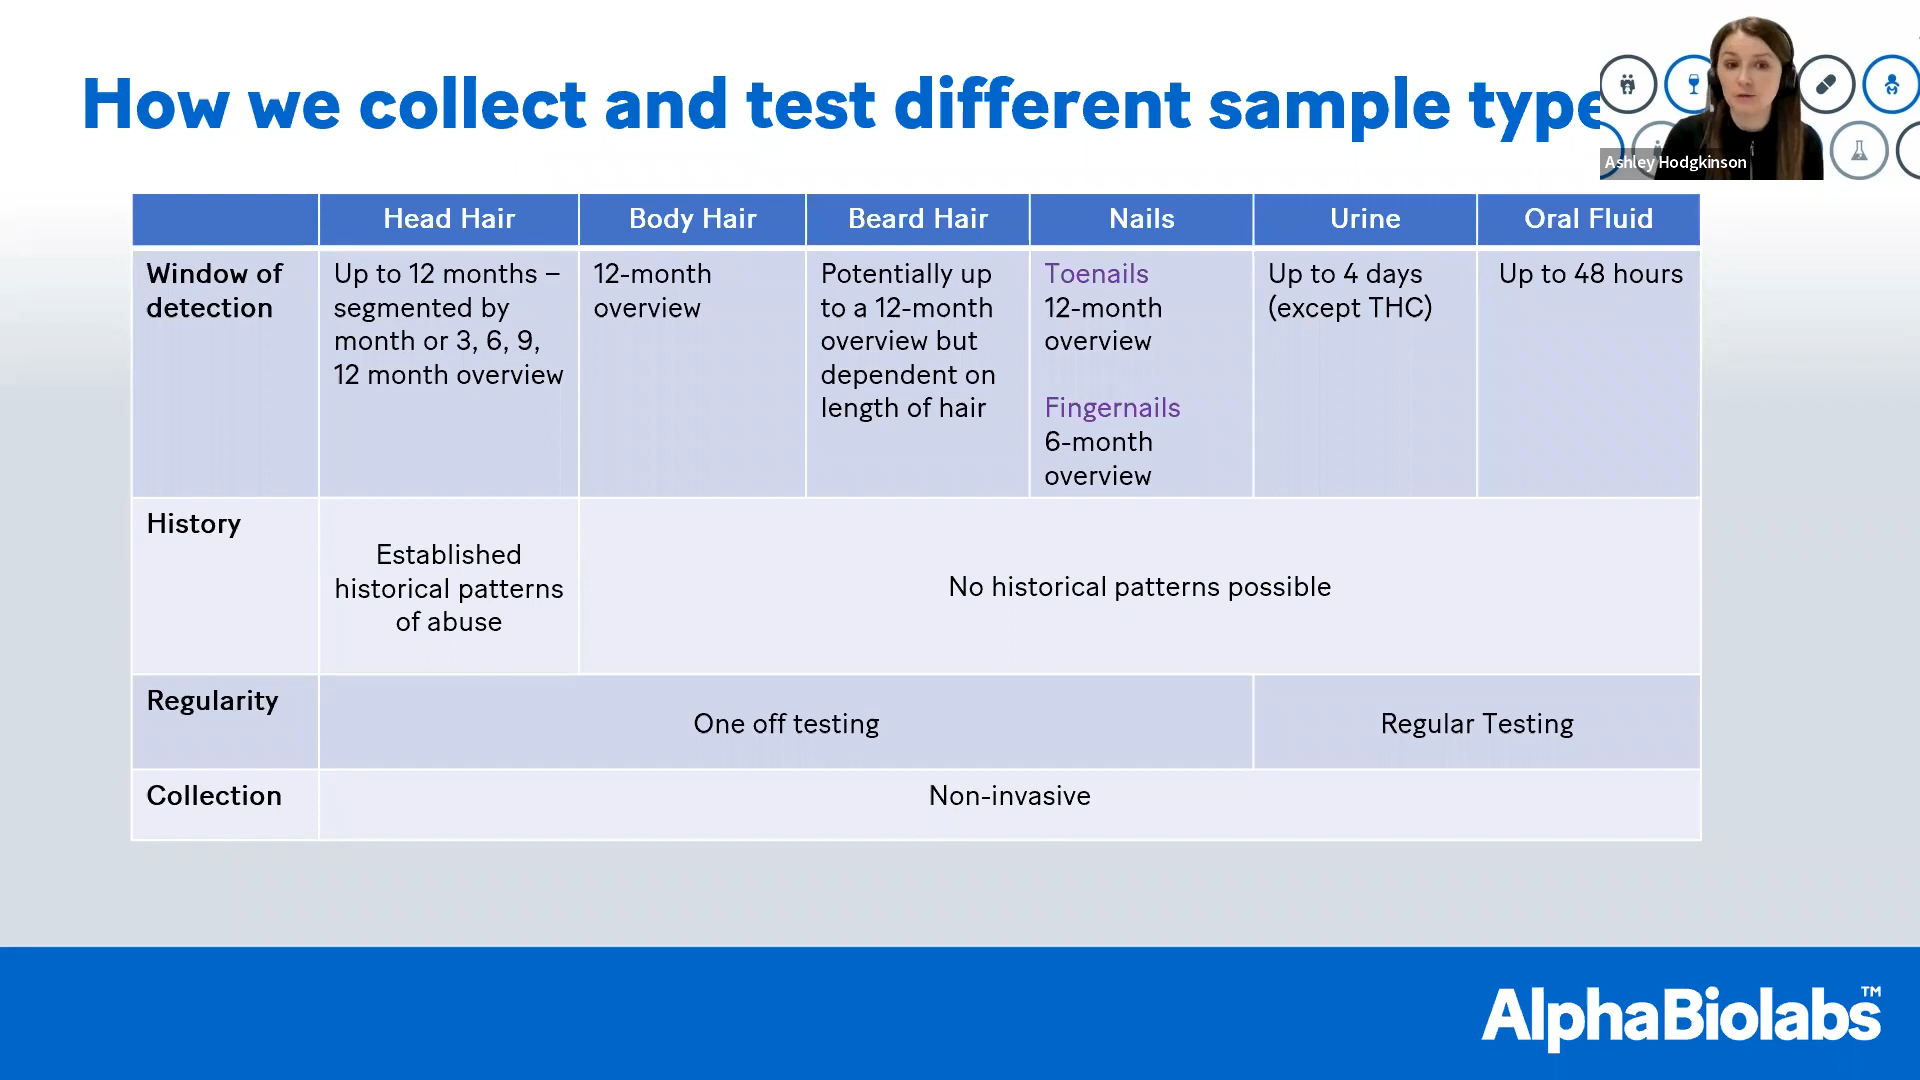 How we collect and test different sample type
Ashley Hodgkinson
Head Hair
Body Hair
Beard Hair
Nails
Urine
Oral Fluid
Window of
detection
Up to 12 months –
segmented by
month or 3, 6, 9,
12 month overview
12-month
overview
Potentially up
to a 12-month
overview but
dependent on
length of hair
Toenails
12-month
overview
Fingernails
6-month
overview
Up to 4 days
(except THC)
Up to 48 hours
History
Established
historical patterns
of abuse
No historical patterns possible
Regularity
One off testing
Regular Testing
Collection
Non-invasive
AlphaBiolabs™